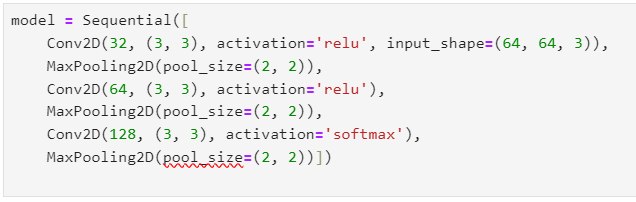 model = Sequential([
    Conv2D(32, (3, 3), activation='relu', input_shape=(64, 64, 3)),
    MaxPooling2D(pool_size=(2, 2)),
    Conv2D(64, (3, 3), activation='relu'),
    MaxPooling2D(pool_size=(2, 2)),
    Conv2D(128, (3, 3), activation='softmax'),
    MaxPooling2D(pool_size=(2, 2))])